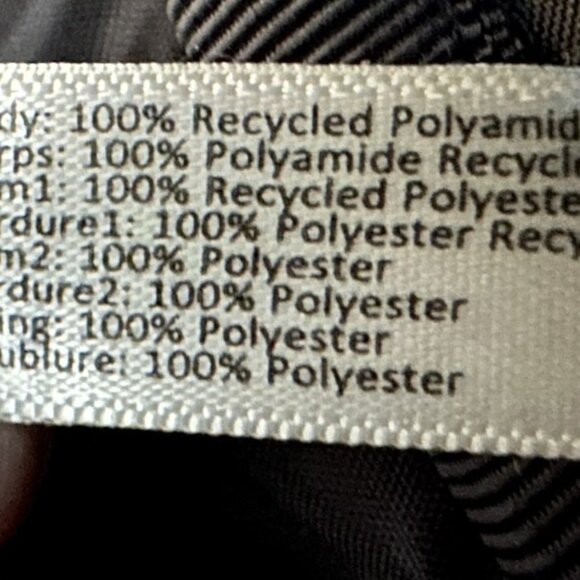 dy: 100% Recycled Polyamid
rps: 100% Polyamide Recycle
m1: 100% Recycled Polyeste
rdure1: 100% Polyester Recy
m2: 100% Polyester
rdure2: 100% Polyester
ing: 100% Polyester
ublure: 100% Polyester